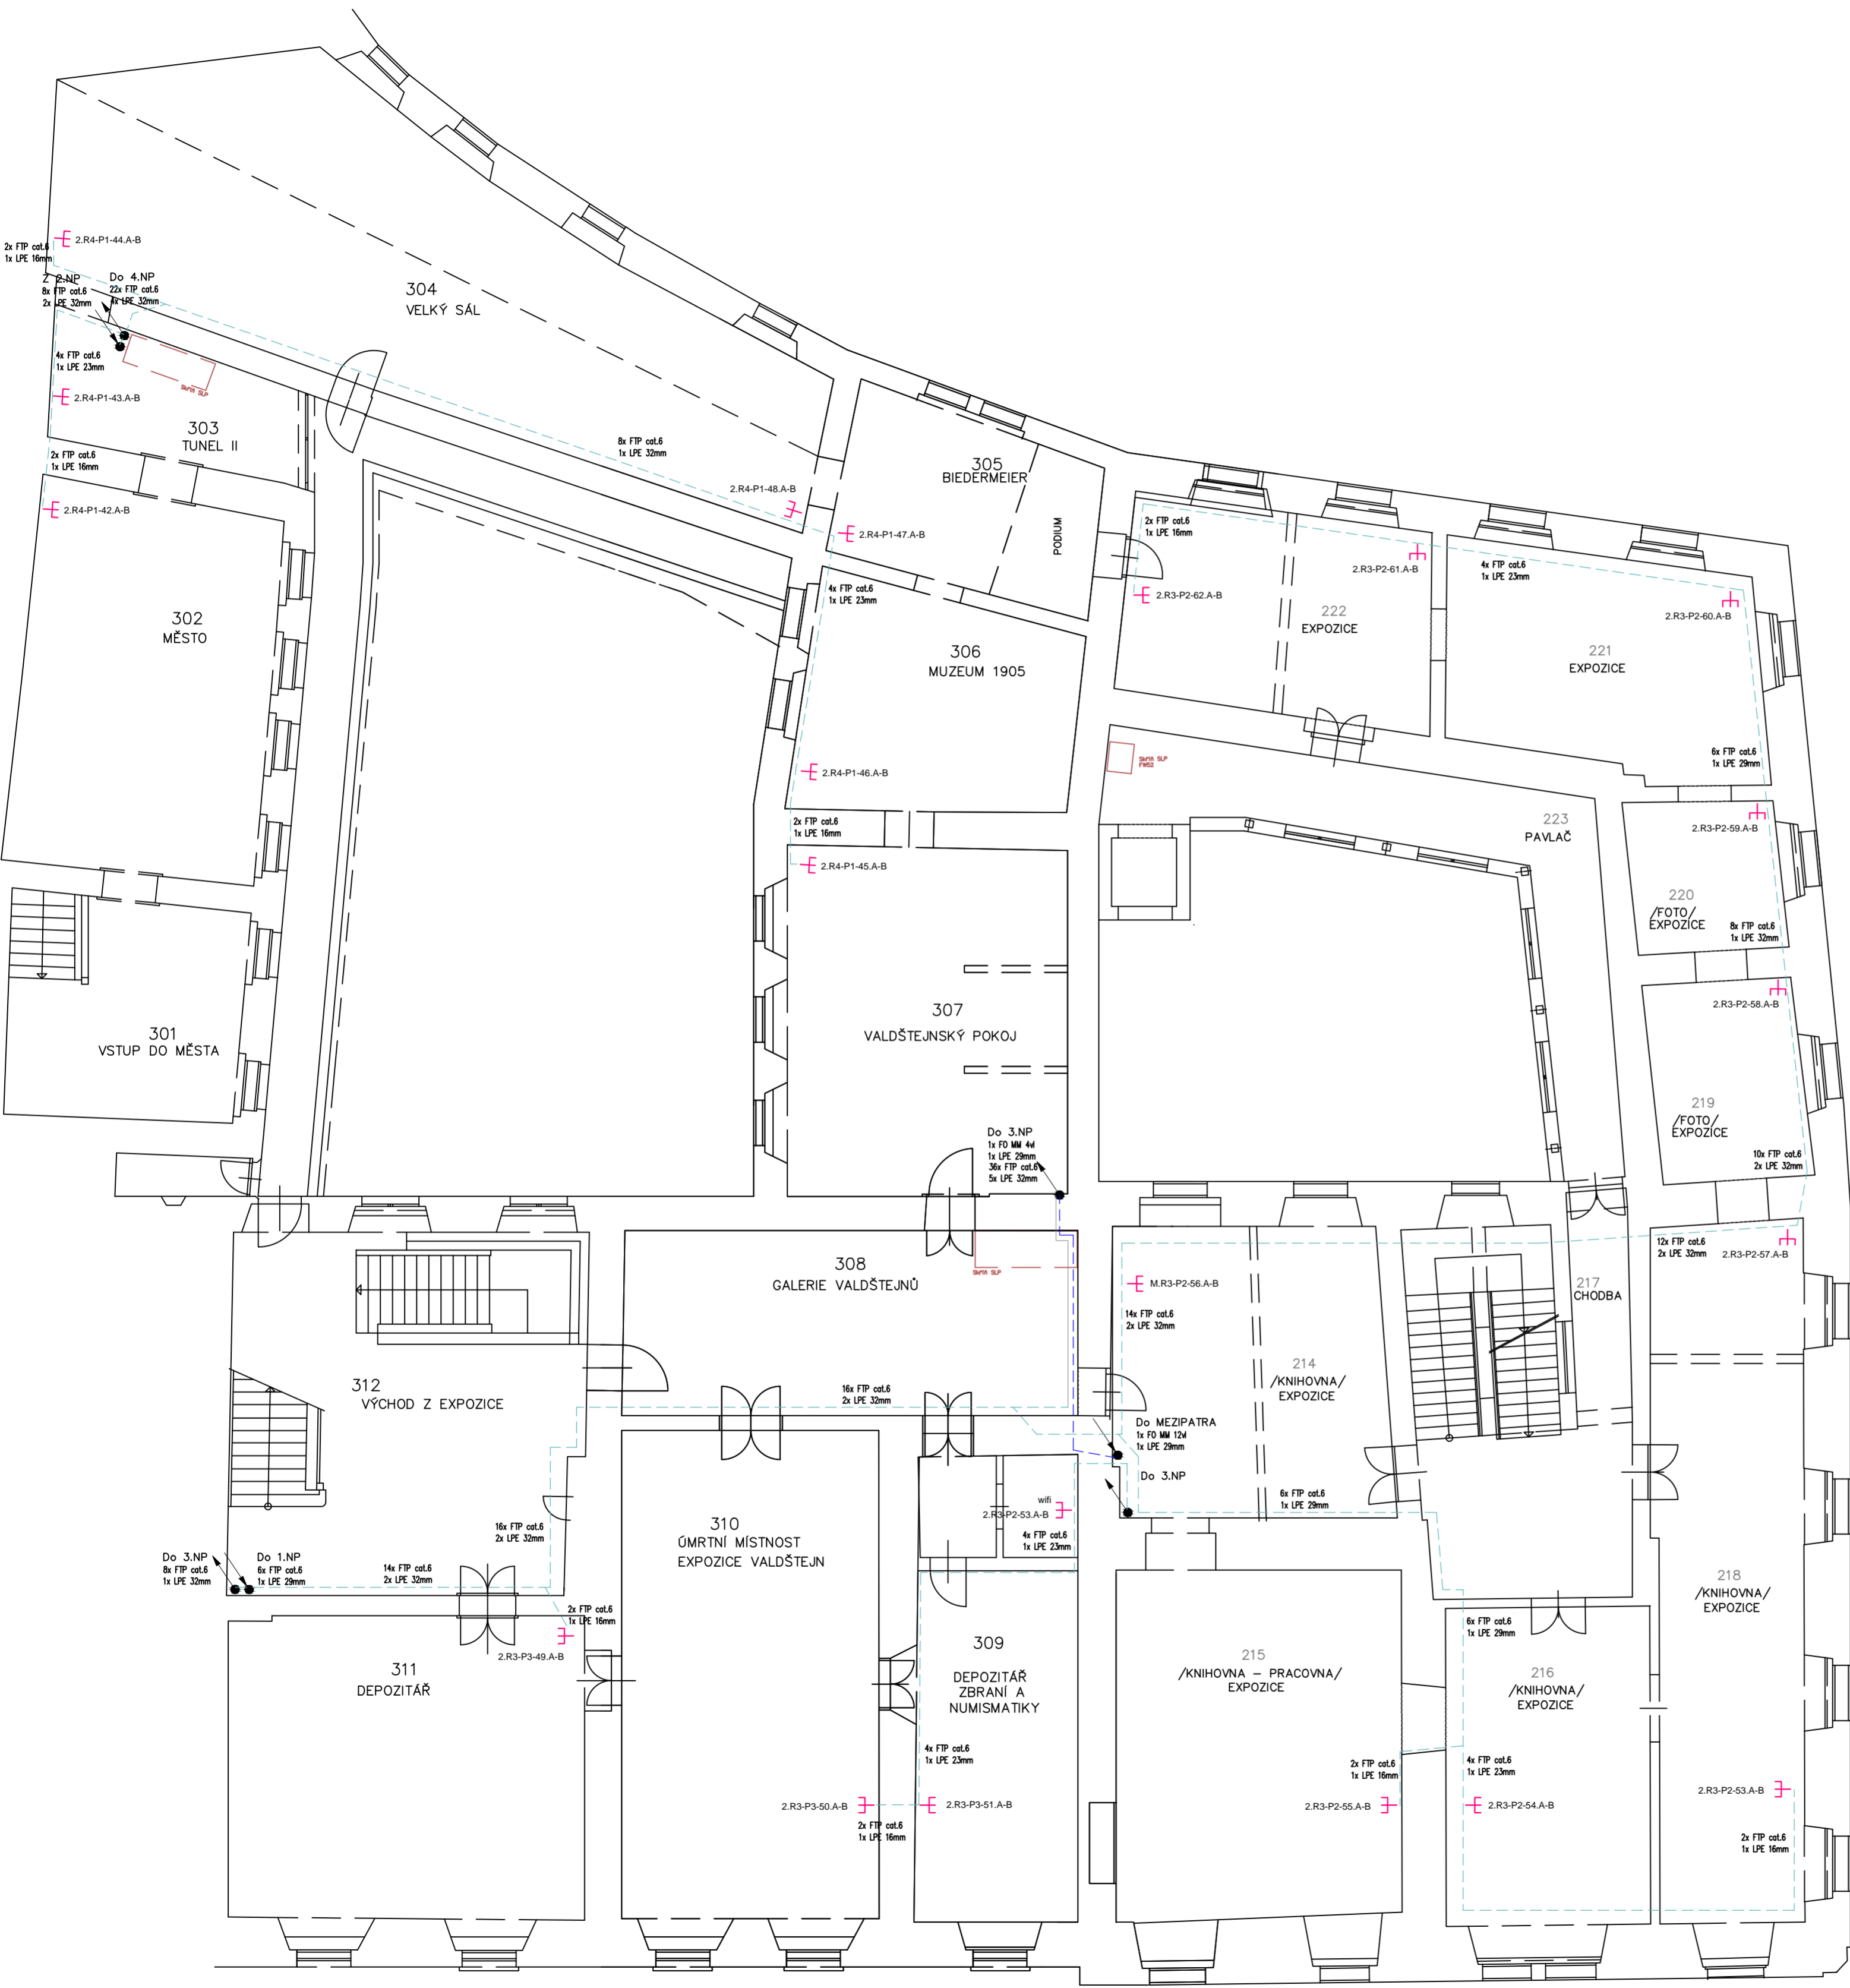 2.R4-P1-44.A-B
2x FTP cat.6
1x LPE 16mm
Z 2.NP
8x FTP cat.6
2x LPE 32mm
Do 4.NP
22x FTP cat.6
4x LPE 32mm
304
VELKÝ SÁL
4x FTP cat.6
1x LPE 23mm
Skříň SLP
2.R4-P1-43.A-B
303
TUNEL II
8x FTP cat.6
1x LPE 32mm
2x FTP cat.6
1x LPE 16mm
2.R4-P1-42.A-B
2.R4-P1-48.A-B
305
BIEDERMEIER
2.R4-P1-47.A-B
PODIUM
2x FTP cat.6
1x LPE 16mm
2.R3-P2-61.A-B
2.R3-P2-62.A-B
222
EXPOZICE
4x FTP cat.6
1x LPE 23mm
2.R3-P2-60.A-B
221
EXPOZICE
302
MĚSTO
4x FTP cat.6
1x LPE 23mm
306
MUZEUM 1905
2.R4-P1-46.A-B
Skříň SLP
FW52
6x FTP cat.6
1x LPE 29mm
2x FTP cat.6
1x LPE 16mm
2.R4-P1-45.A-B
223
PAVLAČ
2.R3-P2-59.A-B
220
/FOTO/
EXPOZICE
8x FTP cat.6
1x LPE 32mm
2.R3-P2-58.A-B
301
VSTUP DO MĚSTA
307
VALDŠTEJNSKÝ POKOJ
219
/FOTO/
EXPOZICE
Do 3.NP
1x FO MM 4vl
1x LPE 29mm
36x FTP cat.6
5x LPE 32mm
10x FTP cat.6
2x LPE 32mm
12x FTP cat.6
2x LPE 32mm
2.R3-P2-57.A-B
308
GALERIE VALDŠTEJNŮ
Skříň SLP
M.R3-P2-56.A-B
217
CHODBA
14x FTP cat.6
2x LPE 32mm
312
VÝCHOD Z EXPOZICE
16x FTP cat.6
2x LPE 32mm
214
/KNIHOVNA/
EXPOZICE
Do MEZIPATRA
1x FO MM 12vl
1x LPE 29mm
Do 3.NP
6x FTP cat.6
1x LPE 29mm
wifi
2.R3-P2-53.A-B
4x FTP cat.6
1x LPE 23mm
16x FTP cat.6
2x LPE 32mm
310
ÚMRTNÍ MÍSTNOST
EXPOZICE VALDŠTEJN
Do 3.NP
8x FTP cat.6
1x LPE 32mm
Do 1.NP
6x FTP cat.6
1x LPE 29mm
14x FTP cat.6
2x LPE 32mm
2x FTP cat.6
1x LPE 16mm
2.R3-P3-49.A-B
311
DEPOZITÁŘ
309
DEPOZITÁŘ
ZBRANÍ A
NUMISMATIKY
215
/KNIHOVNA – PRACOVNA/
EXPOZICE
6x FTP cat.6
1x LPE 29mm
216
/KNIHOVNA/
EXPOZICE
218
/KNIHOVNA/
EXPOZICE
4x FTP cat.6
1x LPE 23mm
2x FTP cat.6
1x LPE 16mm
4x FTP cat.6
1x LPE 23mm
2.R3-P3-50.A-B
2.R3-P3-51.A-B
2x FTP cat.6
1x LPE 16mm
2.R3-P2-55.A-B
2.R3-P2-54.A-B
2.R3-P2-53.A-B
2x FTP cat.6
1x LPE 16mm